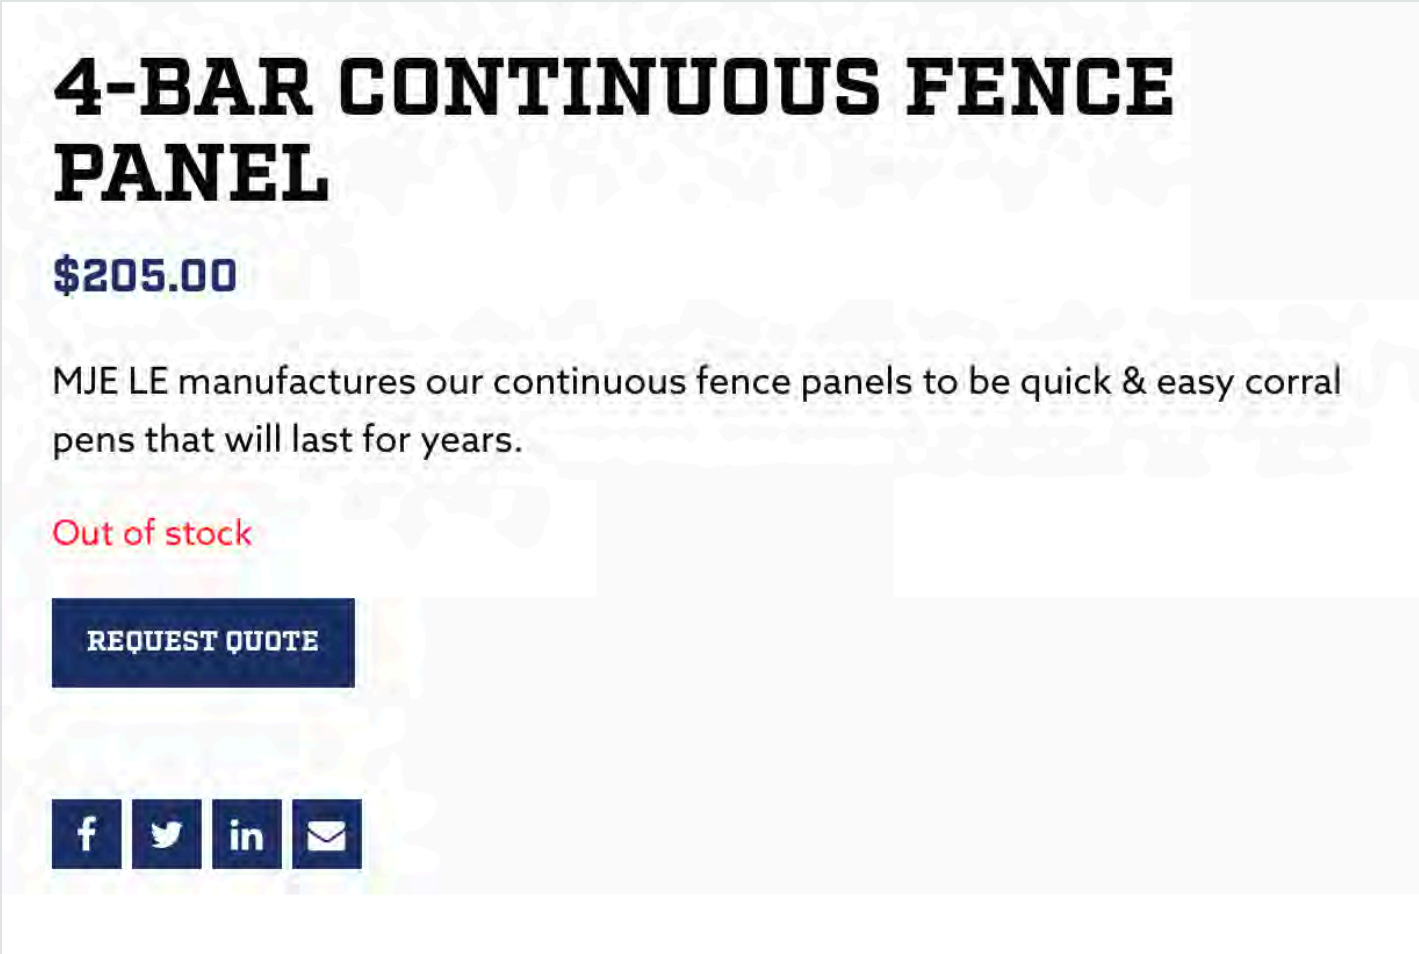 4-BAR CONTINUOUS FENCE
PANEL
$205.00
MJE LE manufactures our continuous fence panels to be quick & easy corral
pens that will last for years.
Out of stock
REQUEST QUOTE